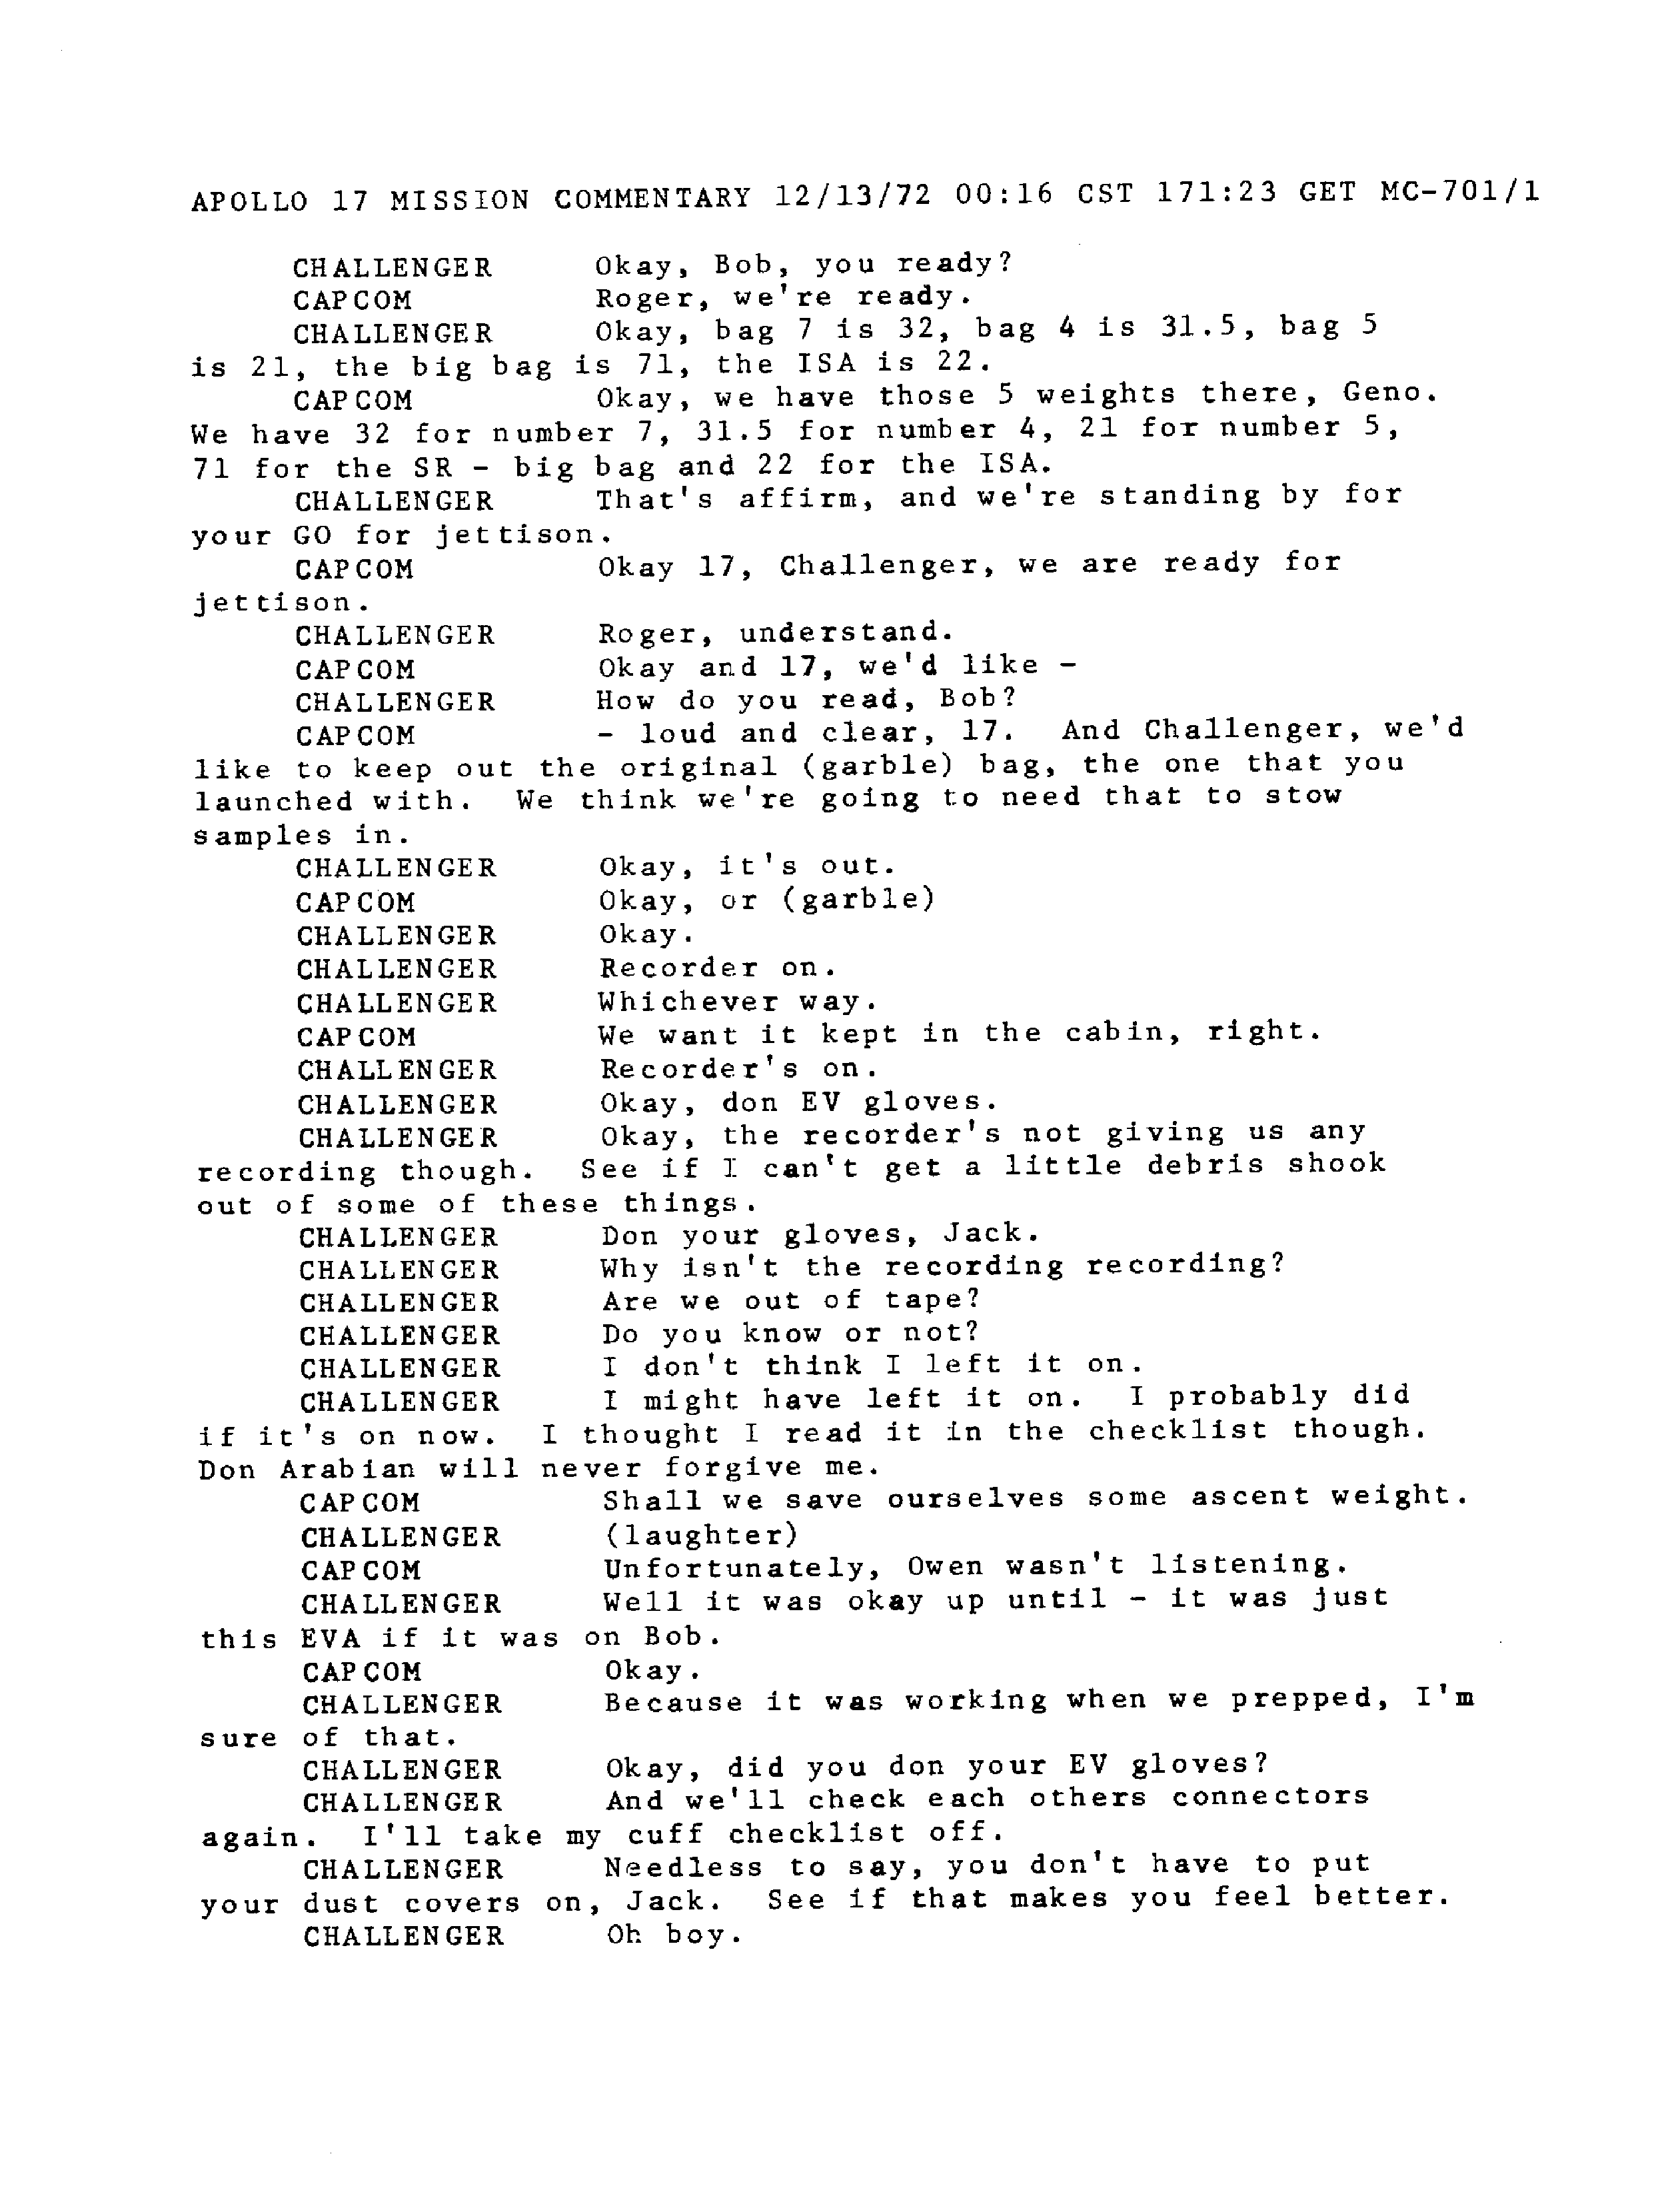 APOLLO 17 MISSION COMMENTARY 12/13/72 00:16 CST 171:23 GET MC-701/1
CHALLENGER Okay, Bob, you ready?
CAPCOM Roger, we're ready.
CHALLENGER Okay, bag 7 is 32, bag 4 is 31.5, bag 5
is 21, the big bag is 71, the ISA is 22.
CAPCOM Okay, we have those 5 weights there, Geno.
We have 32 for number 7, 31.5 for number 4, 21 for number 5,
71 for the SR - big bag and 22 for the ISA.
CHALLENGER That's affirm, and we're standing by for
your GO for jettison.
CAPCOM Okay 17, Challenger, we are ready for
jettison.
CHALLENGER Roger, understand.
CAPCOM Okay and 17, we'd like -
CHALLENGER How do you read, Bob?
CAPCOM - loud and clear, 17. And Challenger, we'd
like to keep out the original (garble) bag, the one that you
launched with. We think we're going to need that to stow
samples in.
CHALLENGER Okay, it's out.
CAPCOM Okay, or (garble)
CHALLENGER Okay.
CHALLENGER Recorder on.
CHALLENGER Whichever way.
CAPCOM We want it kept in the cabin, right.
CHALLENGER Recorder's on.
CHALLENGER Okay, don EV gloves.
CHALLENGER Okay, the recorder's not giving us any
recording though. See if I can't get a little debris shook
out of some of these things.
CHALLENGER Don your gloves, Jack.
CHALLENGER Why isn't the recording recording?
CHALLENGER Are we out of tape?
CHALLENGER Do you know or not?
CHALLENGER I don't think I left it on.
CHALLENGER I might have left it on. I probably did
if it's on now. I thought I read it in the checklist though.
Don Arabian will never forgive me.
CAPCOM Shall we save ourselves some ascent weight.
CHALLENGER (laughter)
CAPCOM Unfortunately, Owen wasn't listening.
CHALLENGER Well it was okay up until - it was just
this EVA if it was on Bob.
CAPCOM Okay.
CHALLENGER Because it was working when we prepped, I'm
sure of that.
CHALLENGER Okay, did you don your EV gloves?
CHALLENGER And we'll check each others connectors
again. I'll take my cuff checklist off.
CHALLENGER Needless to say, you don't have to put
your dust covers on, Jack. See if that makes you feel better.
CHALLENGER Oh boy.